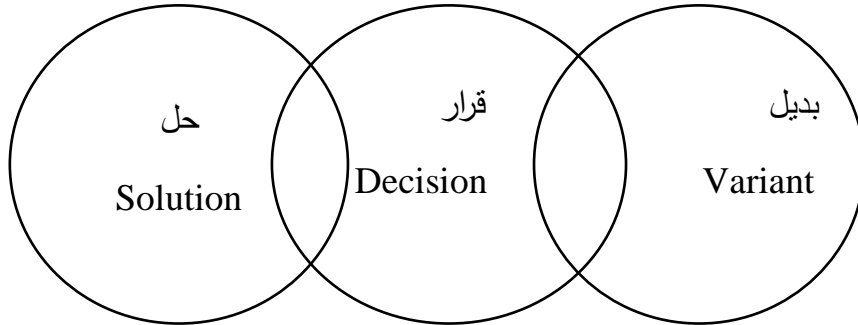 حل
Solution
قرار
Decision
بديل
Variant